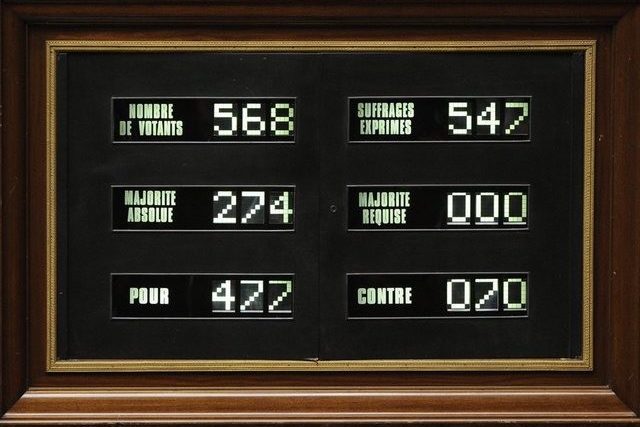 NOMBRE
DE VOTANTS 568
SUFFRAGES
EXPRIMES 547
MAJORITE
ABSOLUE 274
MAJORITE
REQUISE 000
POUR 477
CONTRE 070